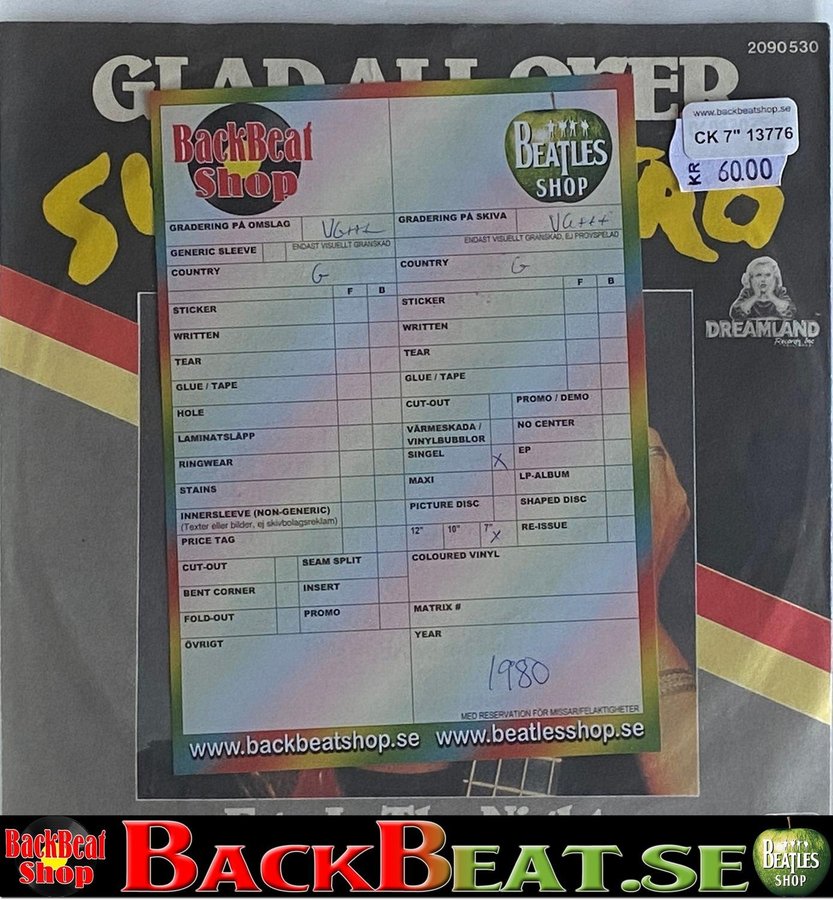 2090530
GLAD ALL OVER
www.backbeatshop.se
CK 7" 13776
KR 60.00
BackBeat
Shop
BEATLES
SHOP
GRADERING PÅ OMSLAG
GRADERING PÅ SKIVA
VG+++
ENDAST VISUELLT GRANSKAD
ENDAST VISUELLT GRANSKAD, EJ PROVSPELAD
GENERIC SLEEVE
COUNTRY G
COUNTRY G
F B
F B
STICKER
STICKER
WRITTEN
WRITTEN
TEAR
TEAR
GLUE / TAPE
GLUE / TAPE
HOLE
CUT-OUT
PROMO / DEMO
LAMINATSLÄPP
VÄRMESKADA /
VINYLBUBBLOR
NO CENTER
RINGWEAR
SINGEL X
EP
STAINS
MAXI
LP-ALBUM
INNERSLEEVE (NON-GENERIC)
(Texter eller bilder, ej skivbolagsreklam)
PICTURE DISC
SHAPED DISC
PRICE TAG
12" 10" 7" X
RE-ISSUE
CUT-OUT
SEAM SPLIT
COLOURED VINYL
BENT CORNER
INSERT
FOLD-OUT
PROMO
MATRIX #
ÖVRIGT
YEAR
1980
MED RESERVATION FÖR MISSAR/FELAKTIGHETER
www.backbeatshop.se www.beatlesshop.se
DREAMLAND
Records, Inc
In The Night
BackBeat
Shop
BACKBEAT.SE
BEATLES
SHOP